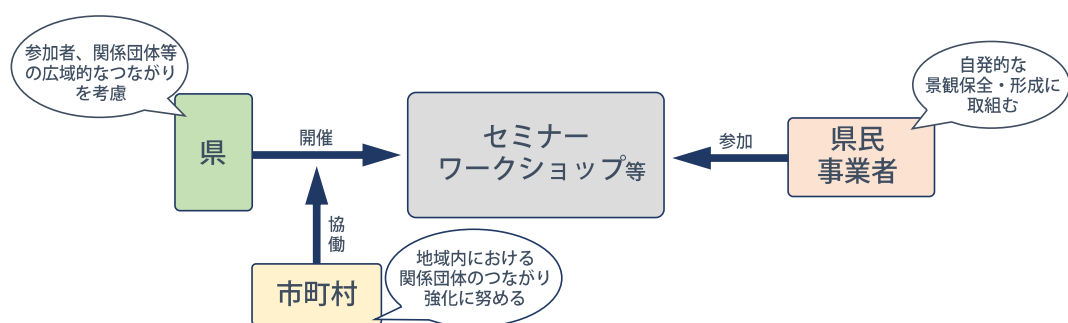 参加者、関係団体等
の広域的なつながり
を考慮
県
開催
協
働
市町村
地域内における
関係団体のつながり
強化に努める
セミナー
ワークショップ等
参加
県民
事業者
自発的な
景観保全・形成に
取組む